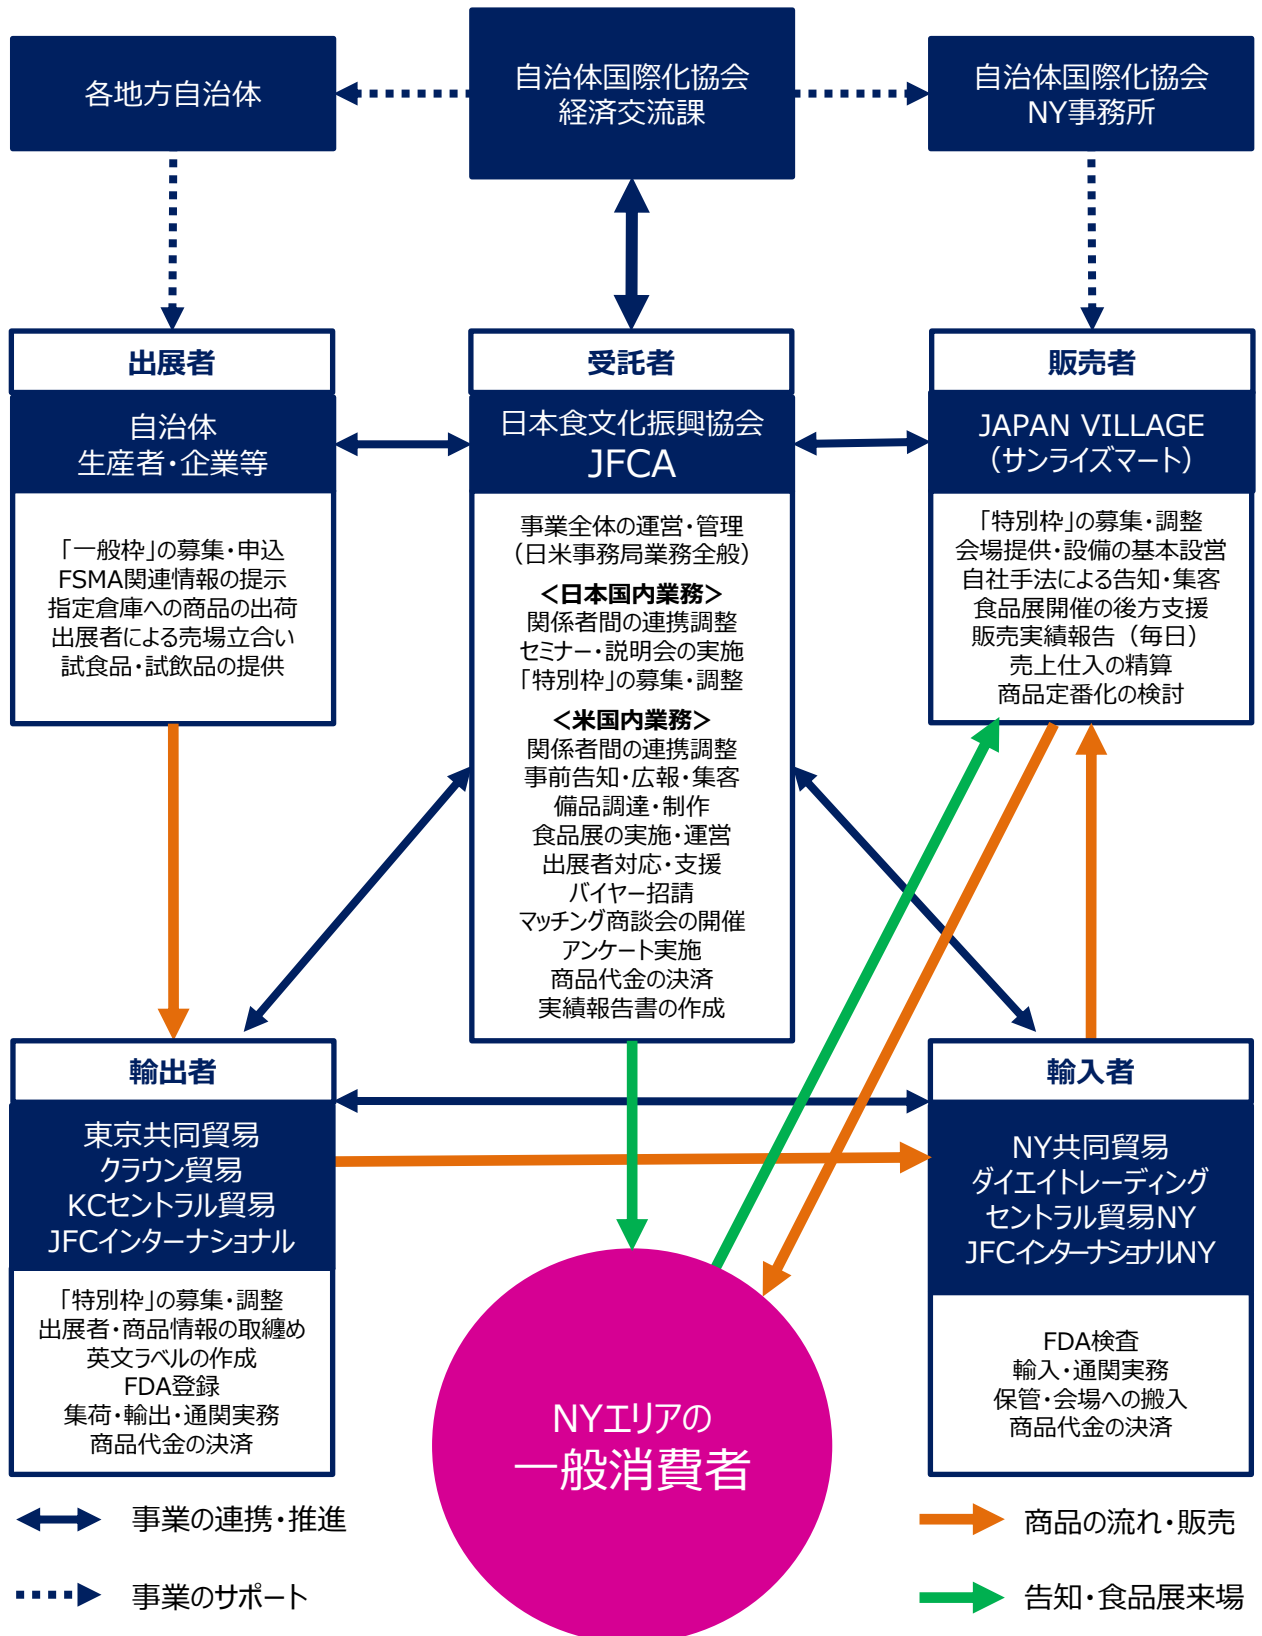 各地方自治体
自治体国際化協会
経済交流課
自治体国際化協会
NY事務所
出展者
自治体
生産者・企業等
「一般枠」の募集・申込
FSMA関連情報の提示
指定倉庫への商品の出荷
出展者による売場立合い
試食品・試飲品の提供
受託者
日本食文化振興協会
JFCA
事業全体の運営・管理
（日米事務局業務全般）
＜日本国内業務＞
関係者間の連携調整
セミナー・説明会の実施
「特別枠」の募集・調整
＜米国内業務＞
関係者間の連携調整
事前告知・広報・集客
備品調達・制作
食品展の実施・運営
出展者対応・支援
バイヤー招請
マッチング商談会の開催
アンケート実施
商品代金の決済
実績報告書の作成
販売者
JAPAN VILLAGE
（サンライズマート）
「特別枠」の募集・調整
会場提供・設備の基本設営
自社手法による告知・集客
食品展開催の後方支援
販売実績報告（毎日）
売上仕入の精算
商品定番化の検討
輸出者
東京共同貿易
クラウン貿易
KCセントラル貿易
JFCインターナショナル
「特別枠」の募集・調整
出展者・商品情報の取纏め
英文ラベルの作成
FDA登録
集荷・輸出・通関実務
商品代金の決済
NYエリアの
一般消費者
輸入者
NY共同貿易
ダイエイトレーディング
セントラル貿易NY
JFCインターナショナルNY
FDA検査
輸入・通関実務
保管・会場への搬入
商品代金の決済
事業の連携・推進
事業のサポート
商品の流れ・販売
告知・食品展来場